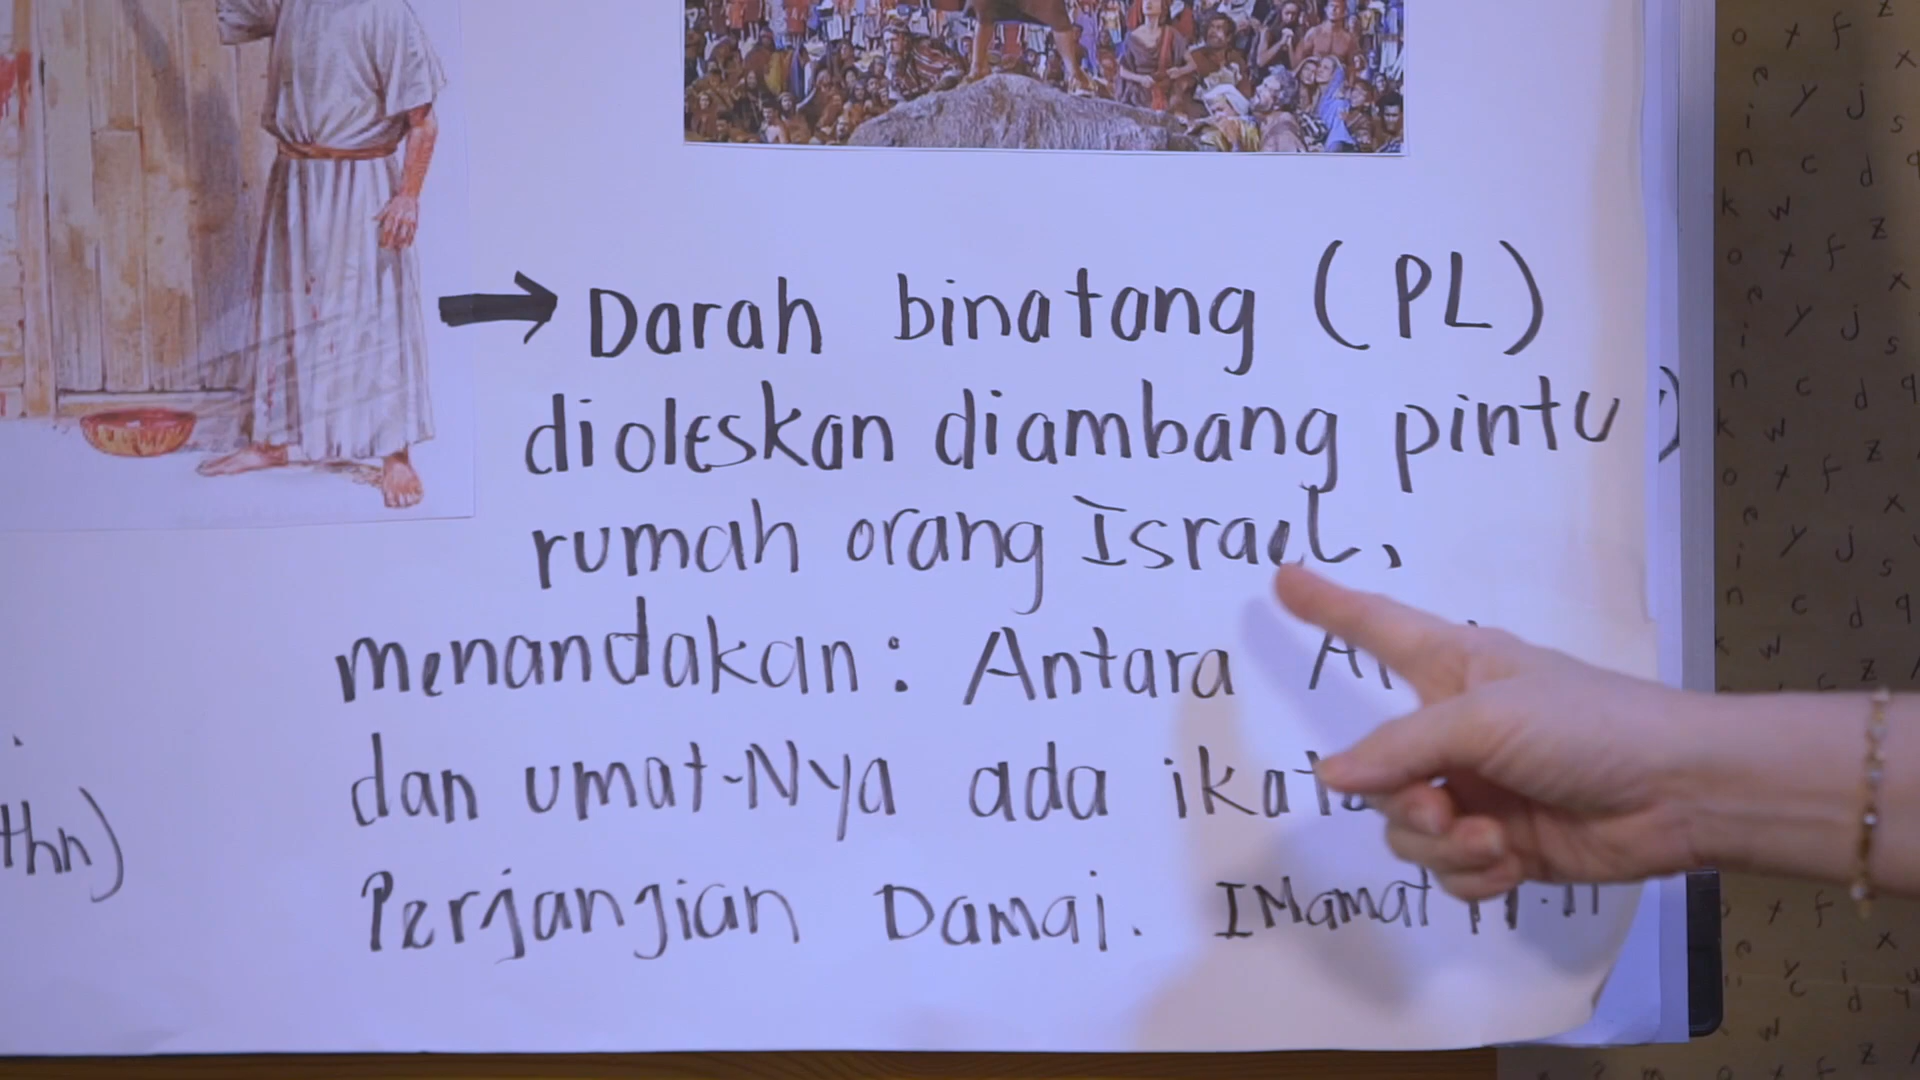 → Darah binatang (PL)
dioleskan diambang pintu
rumah orang Israel,
menandakan: Antara
dan umat-Nya ada
Perjanjian Damai. IMamat
thn)